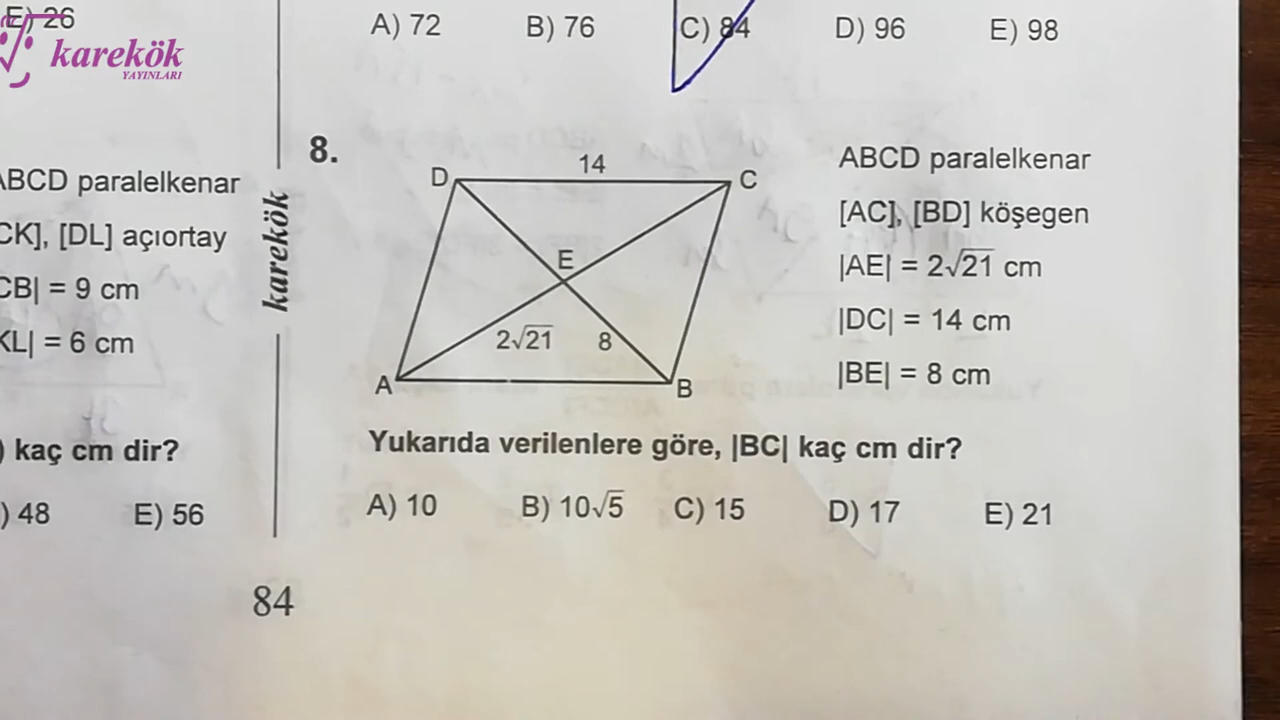 E) 26
karekök
YAYINLARI
A) 72 B) 76 C) 84 D) 96 E) 98
ABCD paralelkenar
CK], [DL] açıortay
CB| = 9 cm
KL| = 6 cm
) kaç cm dir?
) 48 E) 56
karekök
84
8.
14
D
C
E
2√21
8
A
B
ABCD paralelkenar
[AC], [BD] köşegen
|AE| = 2√21 cm
|DC| = 14 cm
|BE| = 8 cm
Yukarıda verilenlere göre, |BC| kaç cm dir?
A) 10 B) 10√5 C) 15 D) 17 E) 21